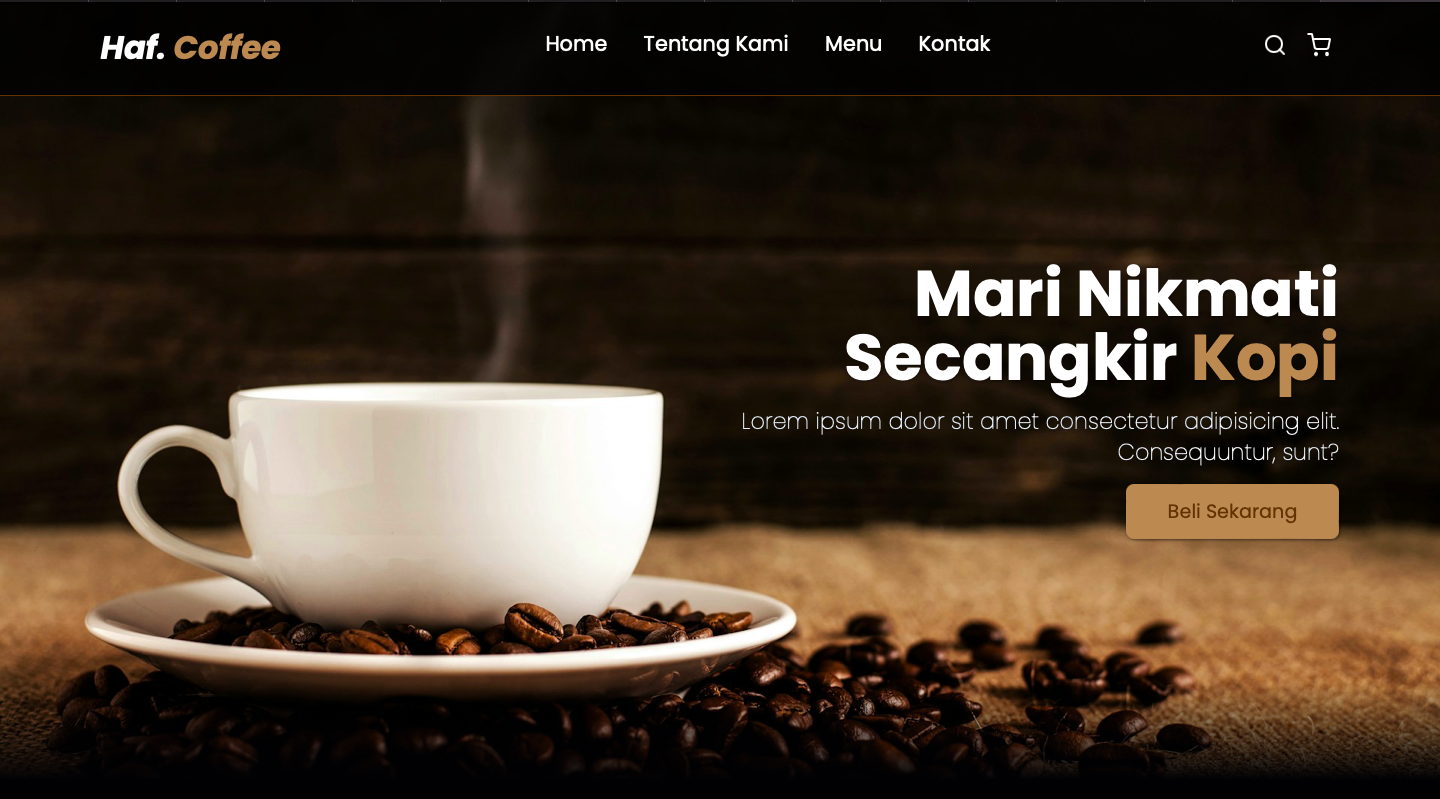 Haf. Coffee
Home Tentang Kami Menu Kontak
Mari Nikmati
Secangkir Kopi
Lorem ipsum dolor sit amet consectetur adipisicing elit.
Consequuntur, sunt?
Beli Sekarang